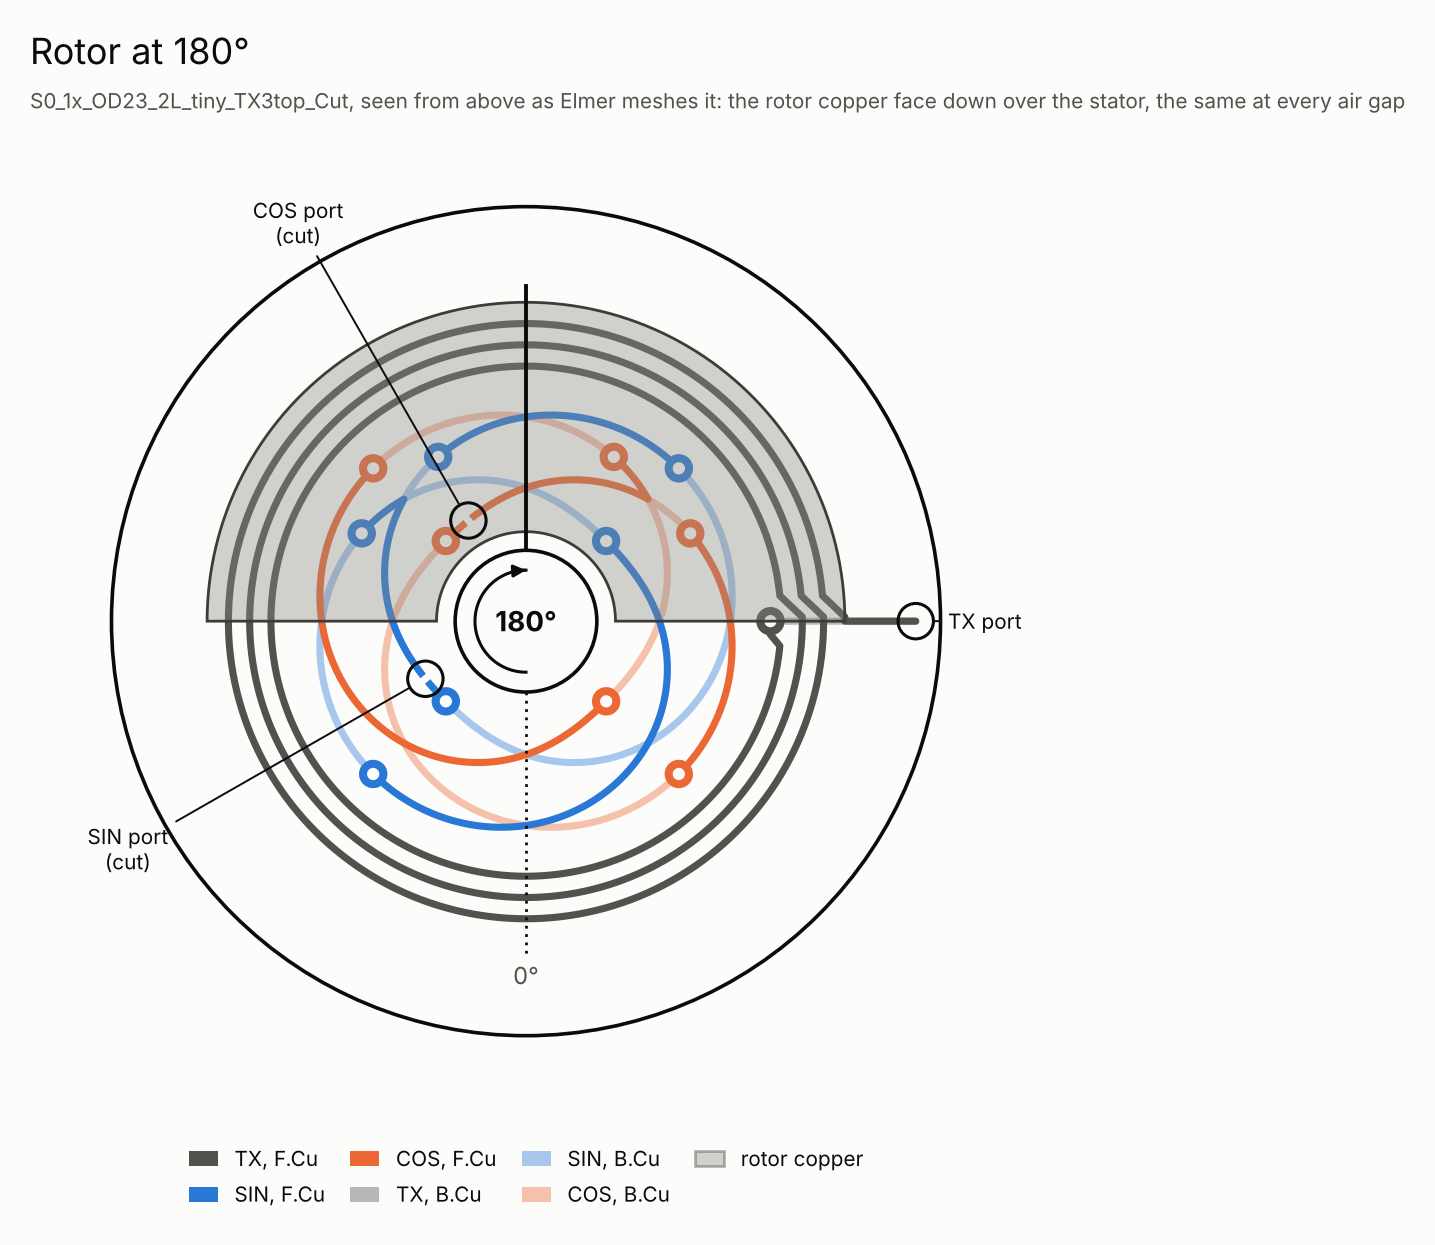 Rotor at 180°
S0_1x_OD23_2L_tiny_TX3top_Cut, seen from above as Elmer meshes it: the rotor copper face down over the stator, the same at every air gap
COS port
(cut)
180°
TX port
SIN port
(cut)
0°
TX, F.Cu
COS, F.Cu
SIN, B.Cu
rotor copper
SIN, F.Cu
TX, B.Cu
COS, B.Cu